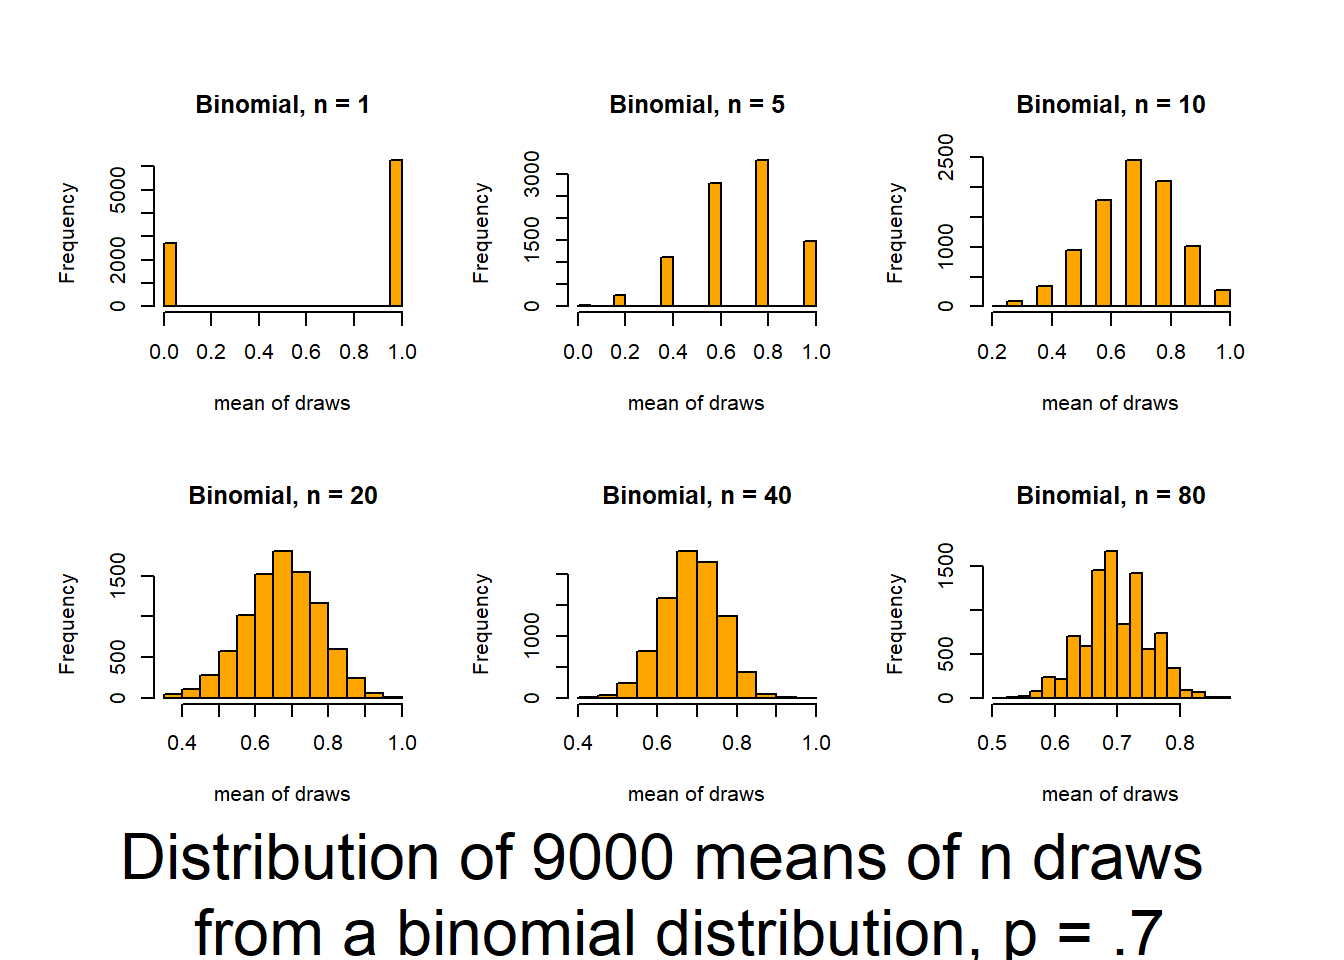 Binomial, n = 1
Frequency
0 2000 5000
0.0 0.2 0.4 0.6 0.8 1.0
mean of draws
Binomial, n = 5
Frequency
0 1500 3000
0.0 0.2 0.4 0.6 0.8 1.0
mean of draws
Binomial, n = 10
Frequency
0 1000 2500
0.2 0.4 0.6 0.8 1.0
mean of draws
Binomial, n = 20
Frequency
0 500 1500
0.4 0.6 0.8 1.0
mean of draws
Binomial, n = 40
Frequency
0 1000
0.4 0.6 0.8 1.0
mean of draws
Binomial, n = 80
Frequency
0 500 1500
0.5 0.6 0.7 0.8
mean of draws
Distribution of 9000 means of n draws
from a binomial distribution, p = .7